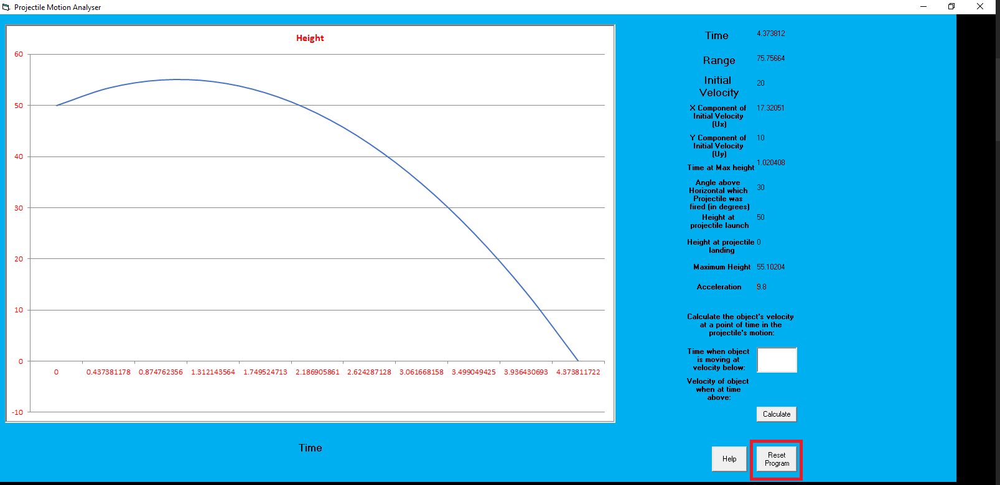 Projectile Motion Analyser
Height
60
50
40
30
20
10
0
-10
0 0.437381178 0.874762356 1.312143564 1.749524713 2.186905861 2.624287128 3.061668158 3.499049425 3.936430693 4.373811722
Time
Time 4.373812
Range 75.75664
Initial
Velocity
20
X Component of
Initial Velocity
(Ux)
17.32051
Y Component of
Initial Velocity
(Uy)
10
Time at Max height 1.020408
Angle above
Horizontal which
Projectile was
fired (in degrees)
30
Height at
projectile launch
50
Height at projectile
landing
0
Maximum Height 55.10204
Acceleration 9.8
Calculate the object's velocity
at a point of time in the
projectile's motion:
Time when object
is moving at
velocity below:
Velocity of object
when at time
above:
Calculate
Help
Reset
Program